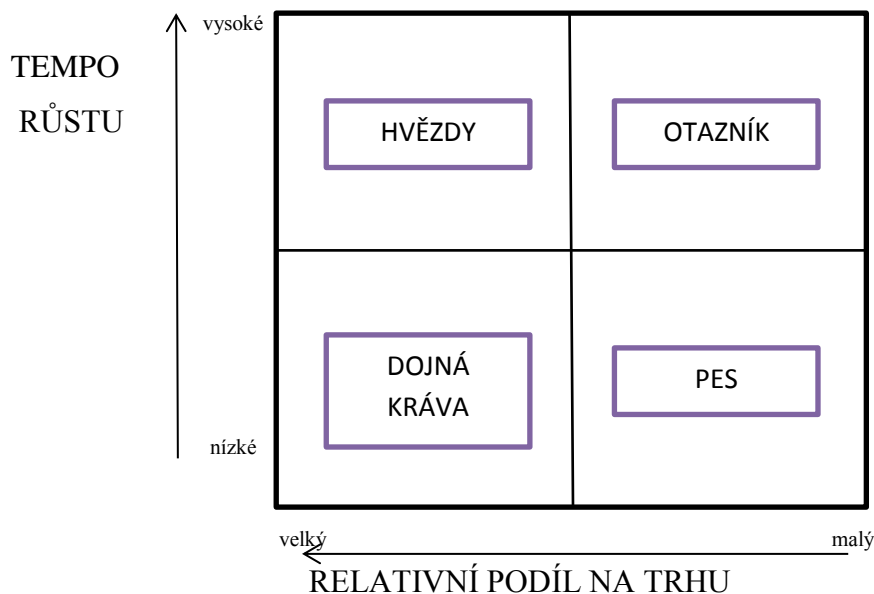 vysoké
TEMPO
RŮSTU
HVĚZDY
OTAZNÍK
DOJNÁ
KRÁVA
PES
nízké
velký
malý
RELATIVNÍ PODÍL NA TRHU